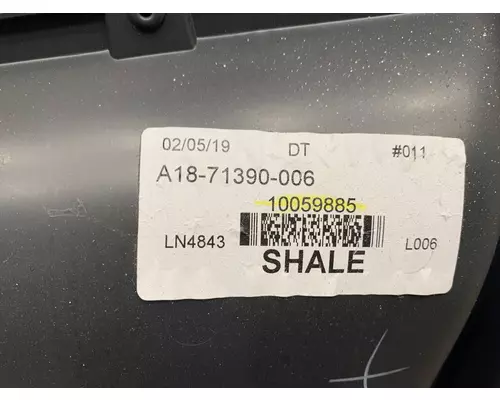 02/05/19 DT #011
A18-71390-006
10059885
LN4843 L006
SHALE